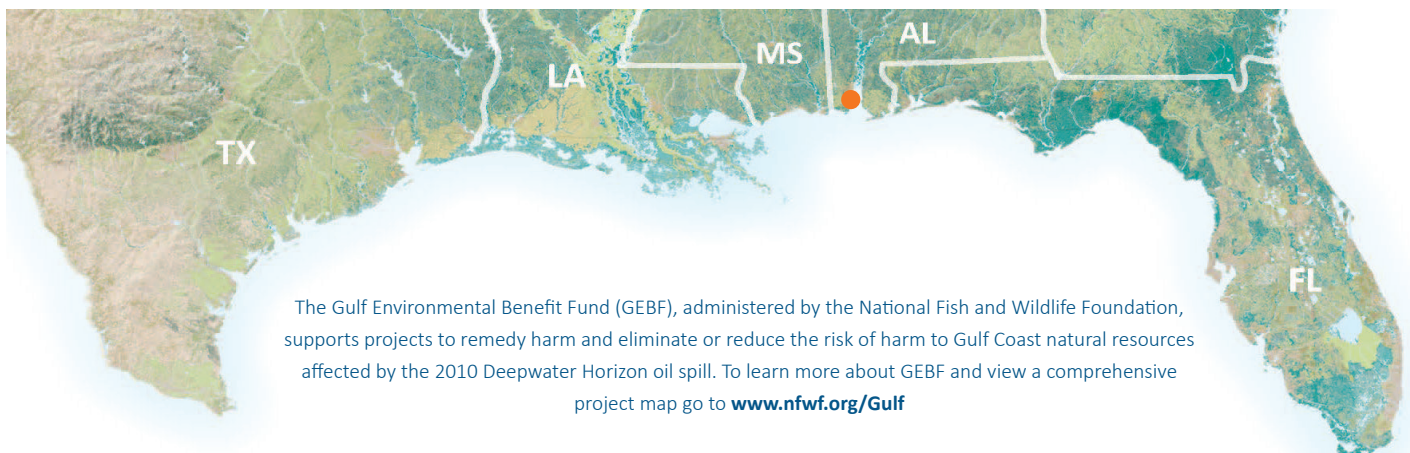 AL
MS
LA
TX
FL
The Gulf Environmental Benefit Fund (GEBF), administered by the National Fish and Wildlife Foundation,
supports projects to remedy harm and eliminate or reduce the risk of harm to Gulf Coast natural resources
affected by the 2010 Deepwater Horizon oil spill. To learn more about GEBF and view a comprehensive
project map go to www.nfwf.org/Gulf